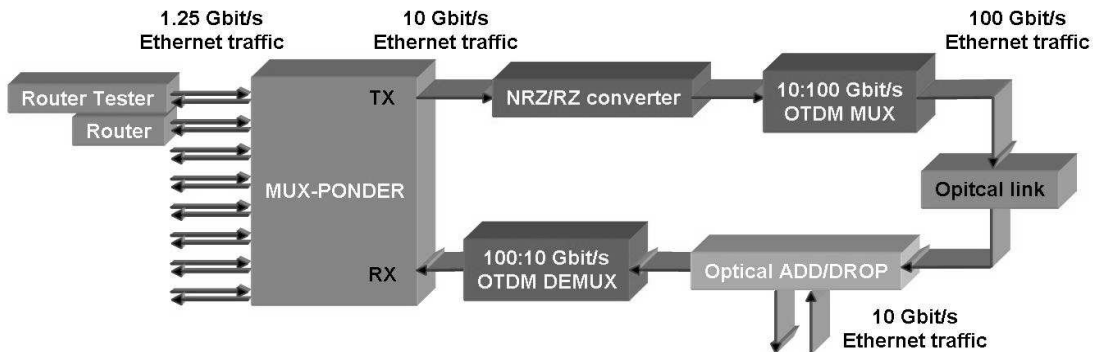 1.25 Gbit/s
Ethernet traffic
10 Gbit/s
Ethernet traffic
100 Gbit/s
Ethernet traffic
Router Tester
Router
TX
NRZ/RZ converter
10:100 Gbit/s
OTDM MUX
MUX-PONDER
Opitcal link
RX
100:10 Gbit/s
OTDM DEMUX
Optical ADD/DROP
10 Gbit/s
Ethernet traffic